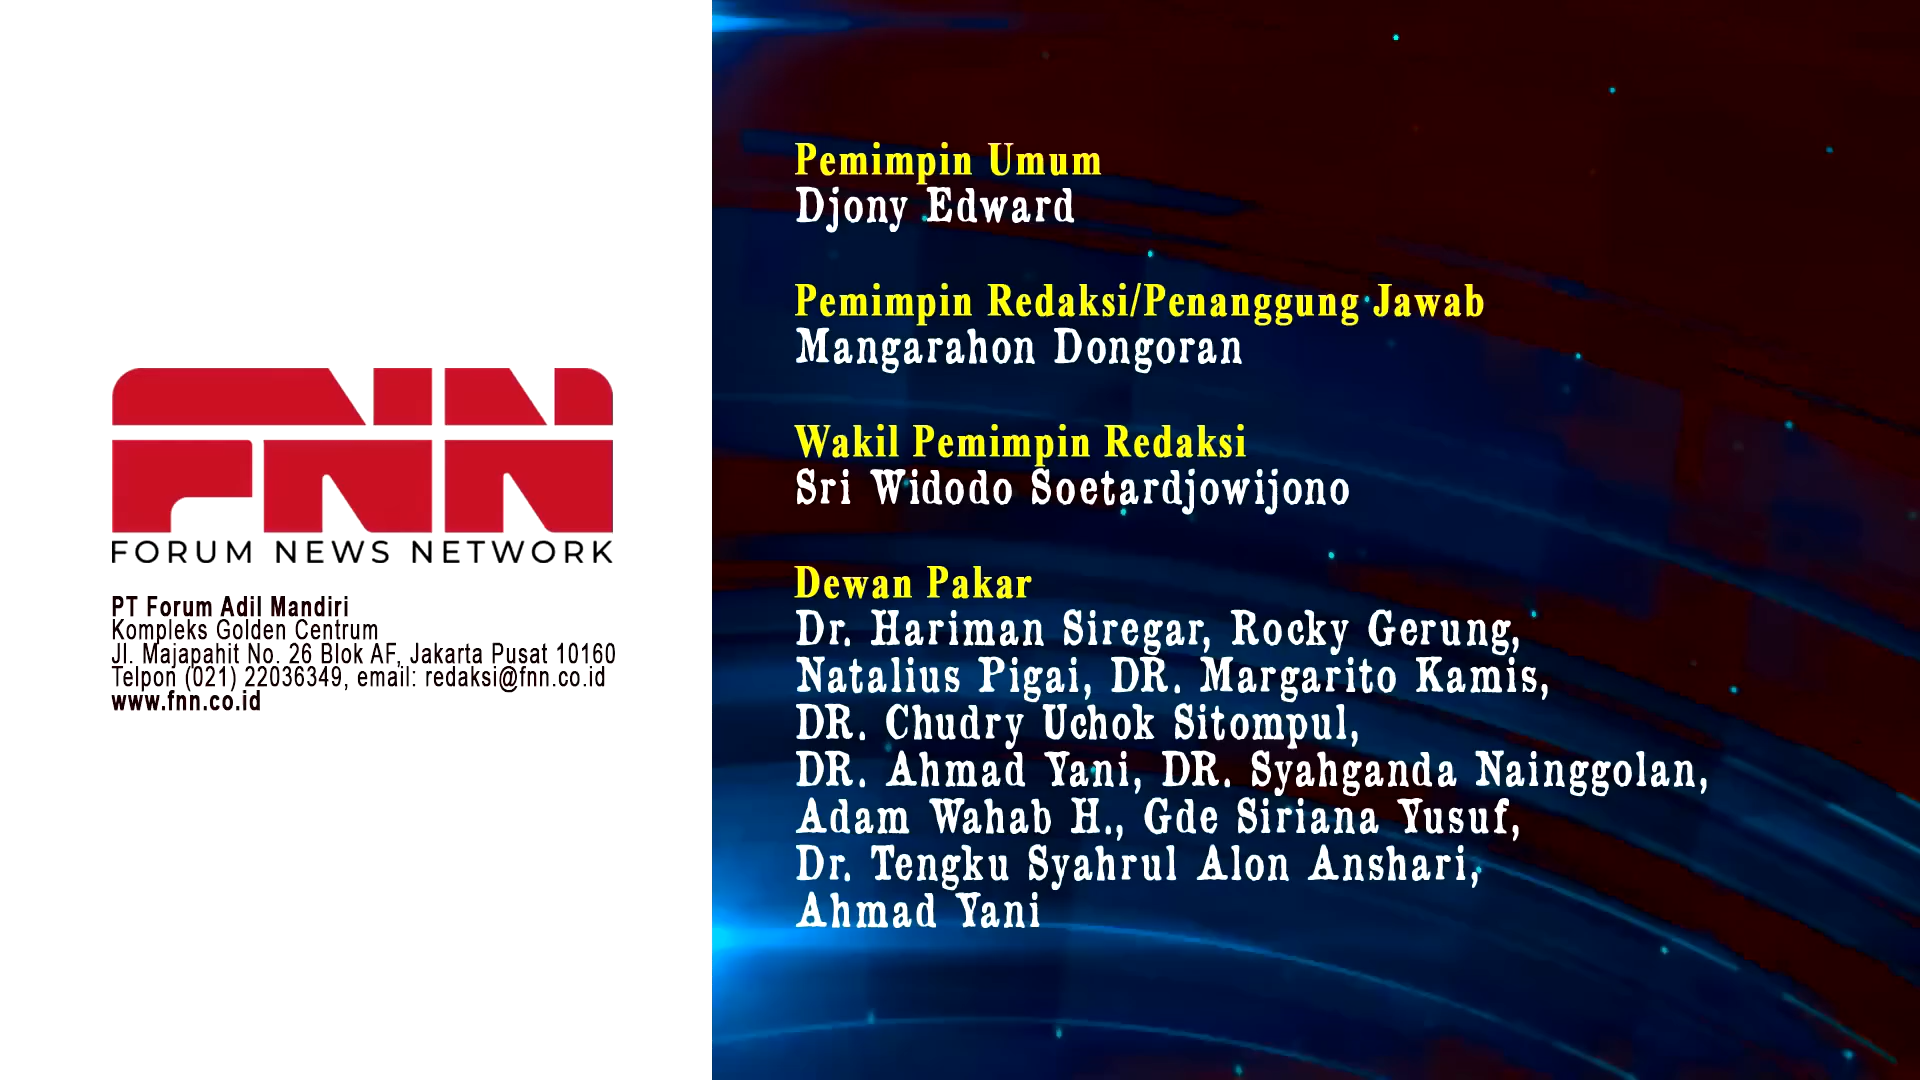 FNN
FORUM NEWS NETWORK
PT Forum Adil Mandiri
Kompleks Golden Centrum
Jl. Majapahit No. 26 Blok AF, Jakarta Pusat 10160
Telpon (021) 22036349, email: redaksi@fnn.co.id
www.fnn.co.id
Pemimpin Umum
Djony Edward
Pemimpin Redaksi/Penanggung Jawab
Mangarahon Dongoran
Wakil Pemimpin Redaksi
Sri Widodo Soetardjowijono
Dewan Pakar
Dr. Hariman Siregar, Rocky Gerung,
Natalius Pigai, DR. Margarito Kamis,
DR. Chudry Uchok Sitompul,
DR. Ahmad Yani, DR. Syahganda Nainggolan,
Adam Wahab H., Gde Siriana Yusuf,
Dr. Tengku Syahrul Alon Anshari,
Ahmad Yani